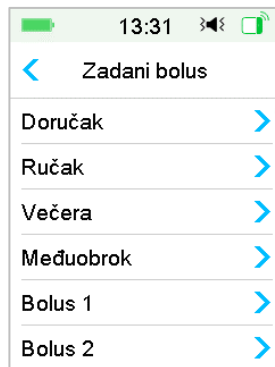 13:31
Zadani bolus
Doručak
Ručak
Večera
Međuobrok
Bolus 1
Bolus 2